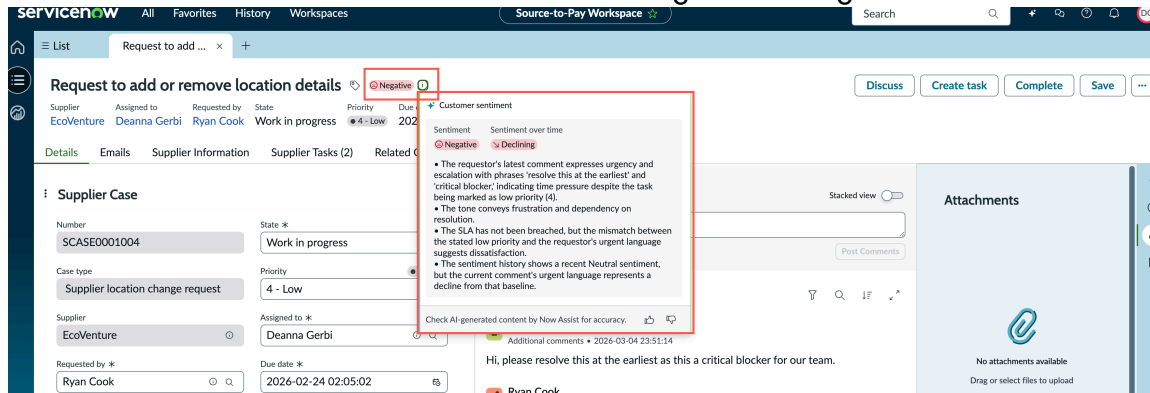 servicenow
All Favorites History Workspaces
Source-to-Pay Workspace
Search
List
Request to add ...
Request to add or remove location details
Negative
Discuss
Create task
Complete
Save
Supplier
EcoVenture
Assigned to
Deanna Gerbi
Requested by
Ryan Cook
State
Work in progress
Priority
4 - Low
Due
202
Details
Emails
Supplier Information
Supplier Tasks (2)
Related
Customer sentiment
Sentiment
Negative
Sentiment over time
Declining
• The requestor's latest comment expresses urgency and
escalation with phrases 'resolve this at the earliest' and
'critical blocker,' indicating time pressure despite the task
being marked as low priority (4).
• The tone conveys frustration and dependency on
resolution.
• The SLA has not been breached, but the mismatch between
the stated low priority and the requestor's urgent language
suggests dissatisfaction.
• The sentiment history shows a recent Neutral sentiment,
but the current comment's urgent language represents a
decline from that baseline.
Check AI-generated content by Now Assist for accuracy.
Supplier Case
Number
SCASE0001004
State *
Work in progress
Case type
Supplier location change request
Priority
4 - Low
Supplier
EcoVenture
Assigned to *
Deanna Gerbi
Requested by *
Ryan Cook
Due date *
2026-02-24 02:05:02
Stacked view
Post Comments
Additional comments • 2026-03-04 23:51:14
Hi, please resolve this at the earliest as this a critical blocker for our team.
Ryan Cook
Attachments
No attachments available
Drag or select files to upload